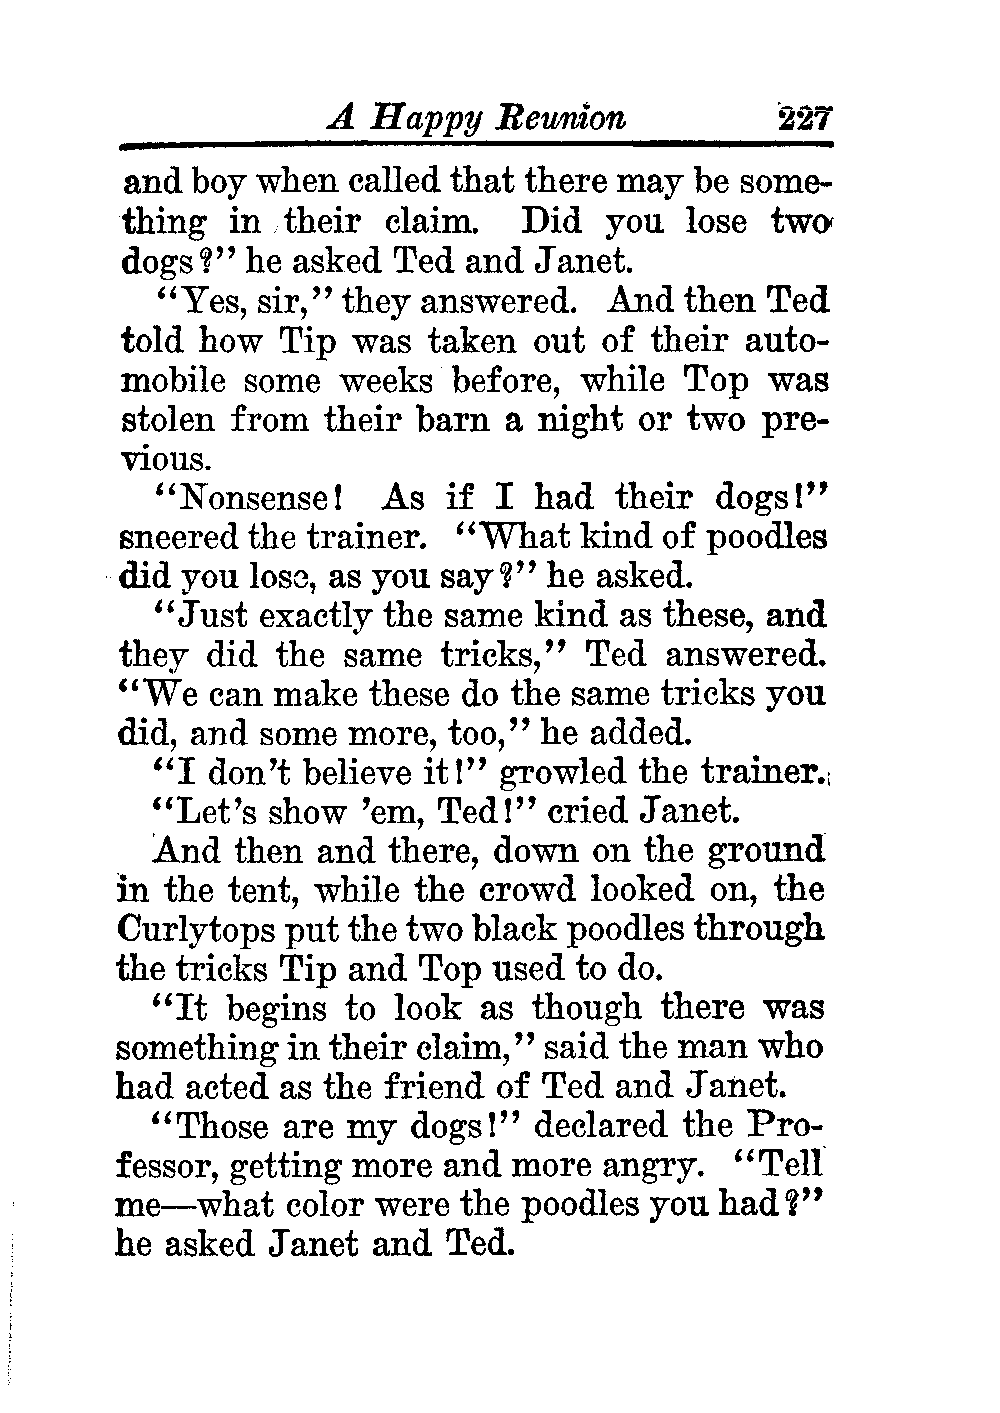 A Happy Reunion 227
and boy when called that there may be some-
thing in their claim. Did you lose two
dogs?" he asked Ted and Janet.
"Yes, sir," they answered. And then Ted
told how Tip was taken out of their auto-
mobile some weeks before, while Top was
stolen from their barn a night or two pre-
vious.
"Nonsense! As if I had their dogs!"
sneered the trainer. "What kind of poodles
did you lose, as you say?" he asked.
"Just exactly the same kind as these, and
they did the same tricks," Ted answered.
"We can make these do the same tricks you
did, and some more, too," he added.
"I don't believe it!" growled the trainer.
"Let's show 'em, Ted!" cried Janet.
And then and there, down on the ground
in the tent, while the crowd looked on, the
Curlytops put the two black poodles through
the tricks Tip and Top used to do.
"It begins to look as though there was
something in their claim," said the man who
had acted as the friend of Ted and Janet.
"Those are my dogs!" declared the Pro-
fessor, getting more and more angry. "Tell
me—what color were the poodles you had?"
he asked Janet and Ted.